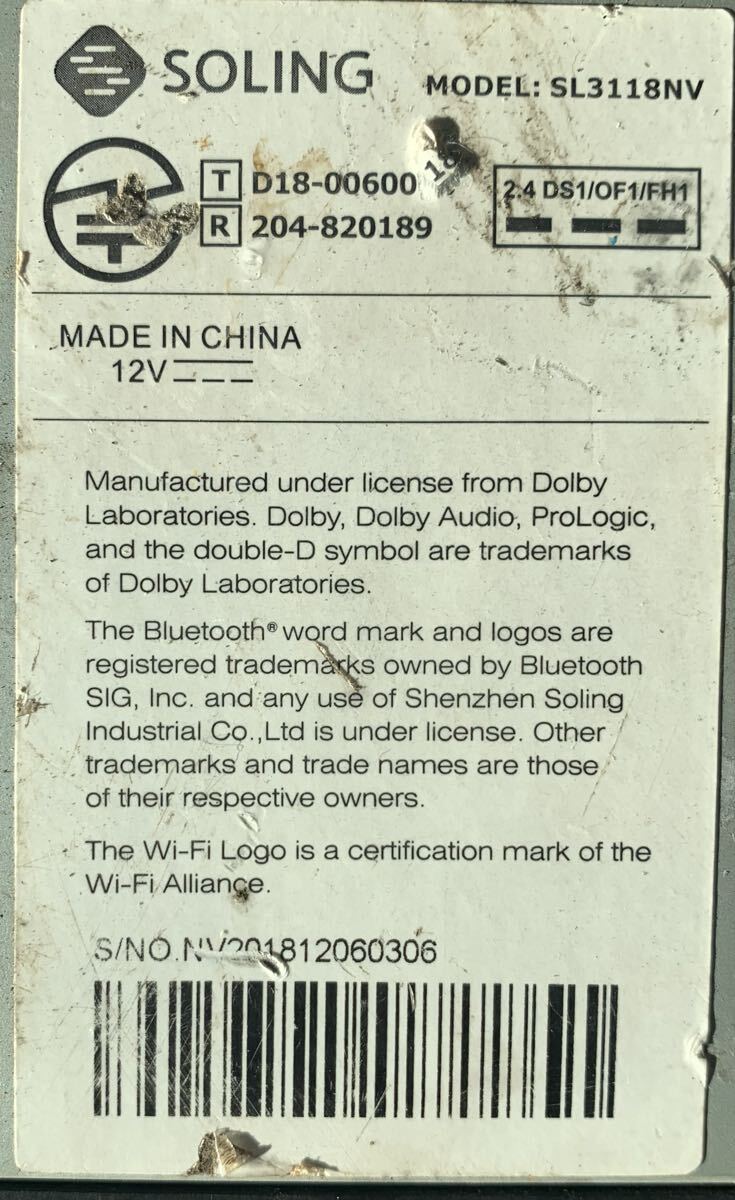 SOLING
MODEL: SL3118NV
T D18-00600 18
R 204-820189
2.4 DS1/OF1/FH1
MADE IN CHINA
12V
Manufactured under license from Dolby
Laboratories. Dolby, Dolby Audio, ProLogic,
and the double-D symbol are trademarks
of Dolby Laboratories.
The Bluetooth® word mark and logos are
registered trademarks owned by Bluetooth
SIG, Inc. and any use of Shenzhen Soling
Industrial Co.,Ltd is under license. Other
trademarks and trade names are those
of their respective owners.
The Wi-Fi Logo is a certification mark of the
Wi-Fi Alliance.
S/NO.NV201812060306